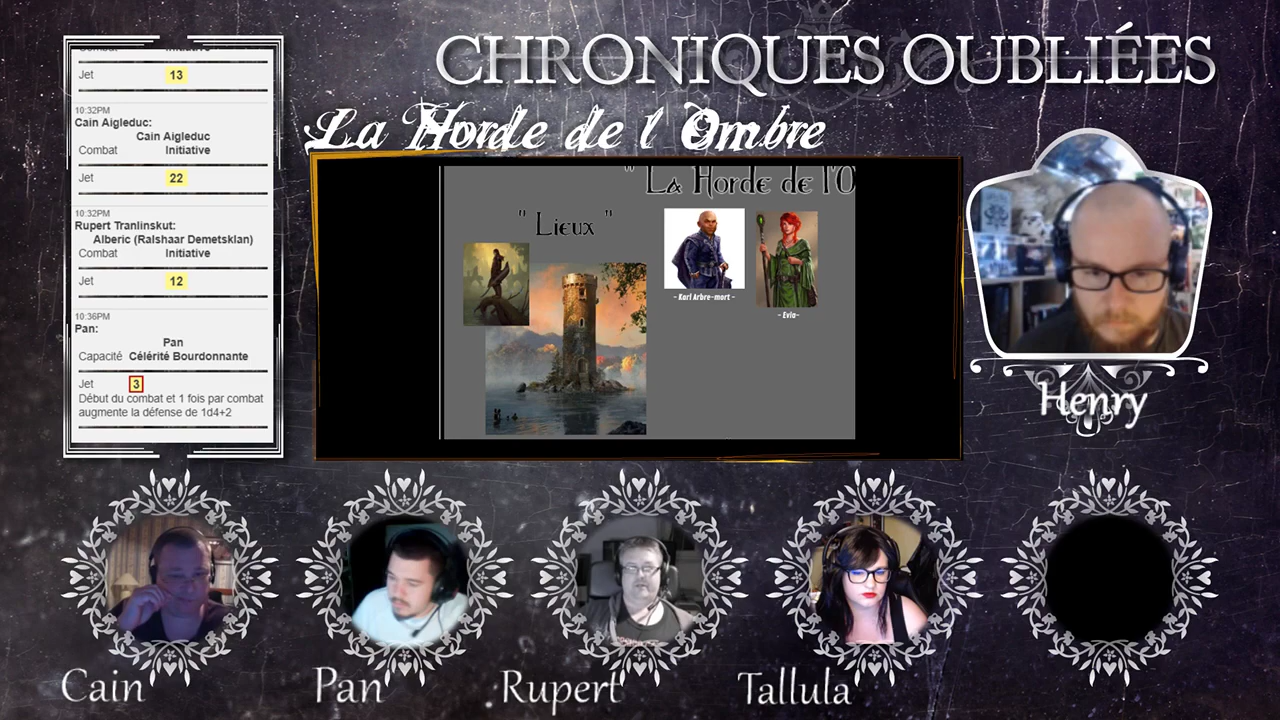 CHRONIQUES OUBLIÉES
La Horde de l'Ombre
Combat Initiative
Jet 13
10:32PM
Cain Aigleduc:
Cain Aigleduc
Combat Initiative
Jet 22
10:32PM
Rupert Tranlinskut:
Alberic (Ralshaar Demetsklan)
Combat Initiative
Jet 12
10:36PM
Pan:
Pan
Capacité Célérité Bourdonnante
Jet 3
Début du combat et 1 fois par combat
augmente la défense de 1d4+2
" La Horde de l'O
" Lieux "
~ Karl Arbre-mort ~
~ Evia~
Henry
Cain
Pan
Rupert
Tallula